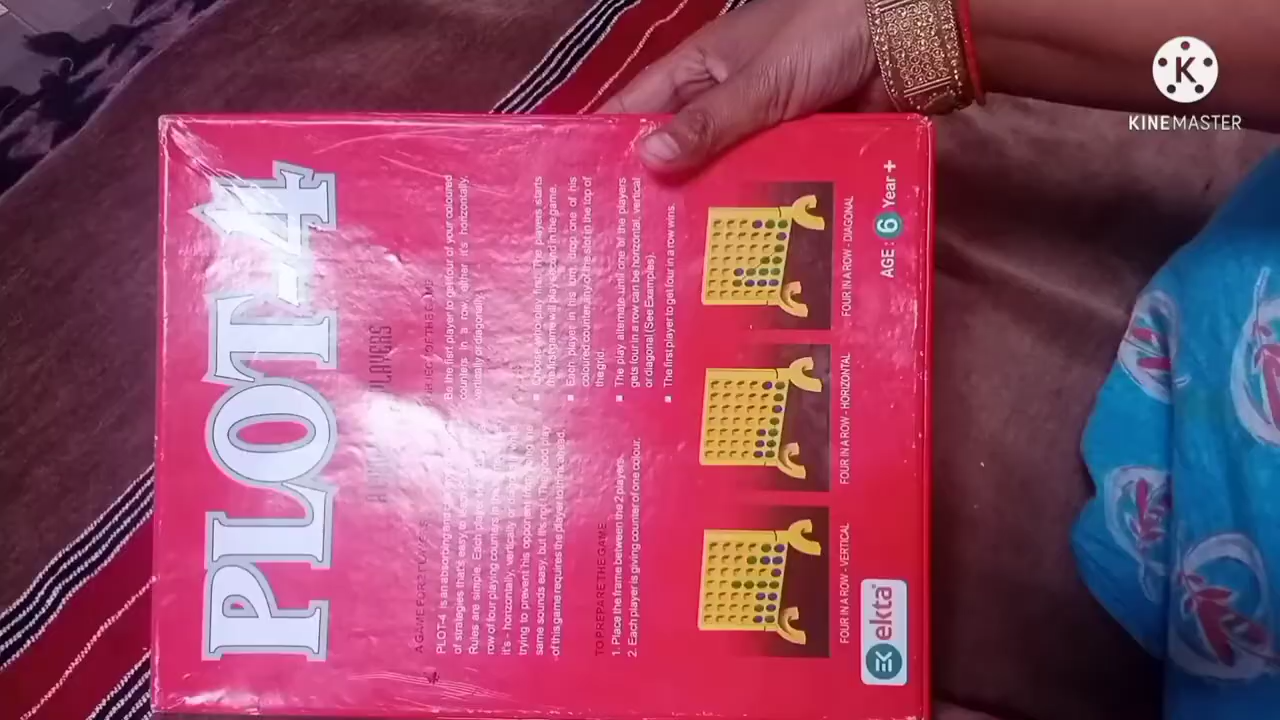 PLOT-4
A GAME FOR 2 PLAYERS
PLOT-4 is an absorbing
of strategies that's easy to
Rules are simple. Each player
row of four playing counters in
it's - horizontally, vertically or
trying to prevent his opponent from doing the
same sounds easy, but it's not! The good play
of this game requires the player to think ahead.
TO PREPARE THE GAME
1. Place the frame between the 2 players.
2. Each player is giving counter of one colour.
OBJECT OF THE GAME
Be the fisrt player to get four of your coloured
counters in a row, either it's horizontally,
vertically or diagonally.
Choose who play first. The players starts
the first game will play second in the game.
Each player in his turn, drop one of his
coloured counter any of the slot in the top of
the grid.
The play alternate until one of the players
gets four in a row can be horizontal, vertical
or diagonal (See Examples).
The first player to get four in a row wins.
FOUR IN A ROW - VERTICAL
FOUR IN A ROW - HORIZONTAL
FOUR IN A ROW - DIAGONAL
ekta
AGE: 6 Year +
K
KINEMASTER